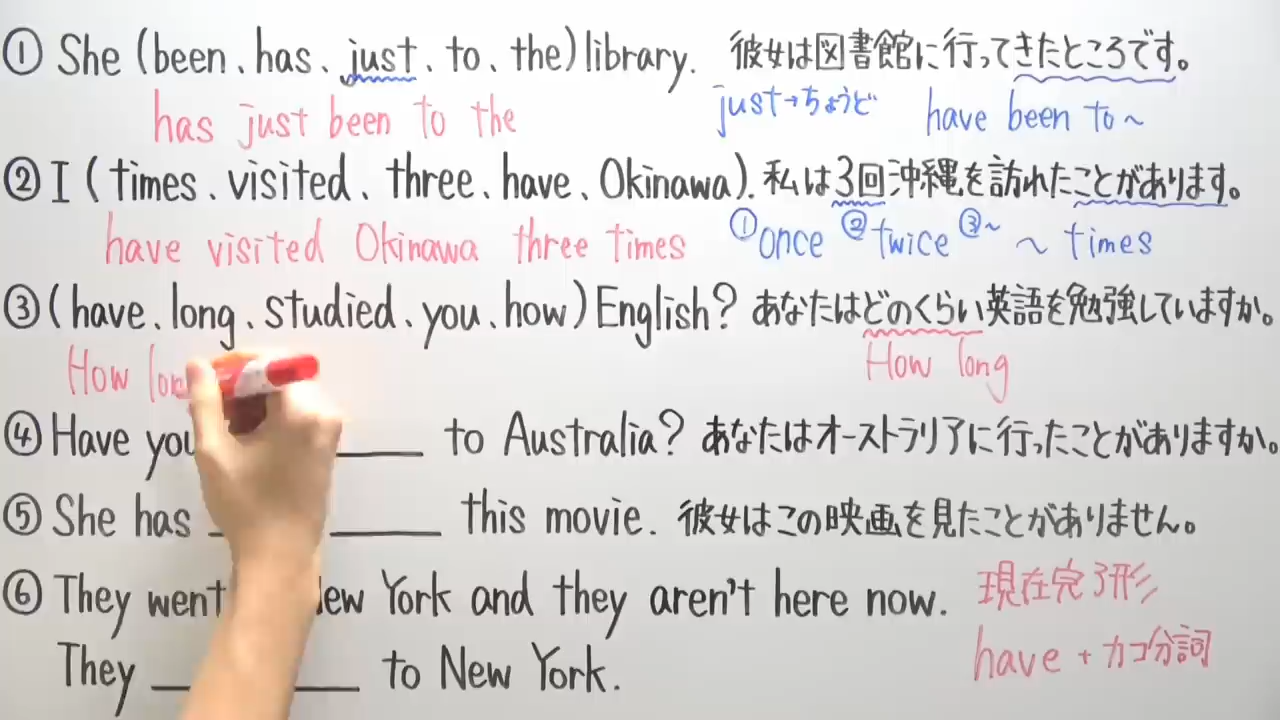 ① She (been、has、just、to、the) library. 彼女は図書館に行ってきたところです。
has just been to the just→ちょうど have been to ~
② I (times、visited、three、have、Okinawa). 私は3回沖縄を訪れたことがあります。
have visited Okinawa three times ①once ②twice ③~ ~ times
③ (have、long、studied、you、how) English? あなたはどのくらい英語を勉強していますか。
How How long
④ Have you ____ to Australia? あなたはオーストラリアに行ったことがありますか。
⑤ She has ____ this movie. 彼女はこの映画を見たことがありません。
⑥ They went York and they aren't here now. 現在完了形
They ____ to New York. have + カコ分詞